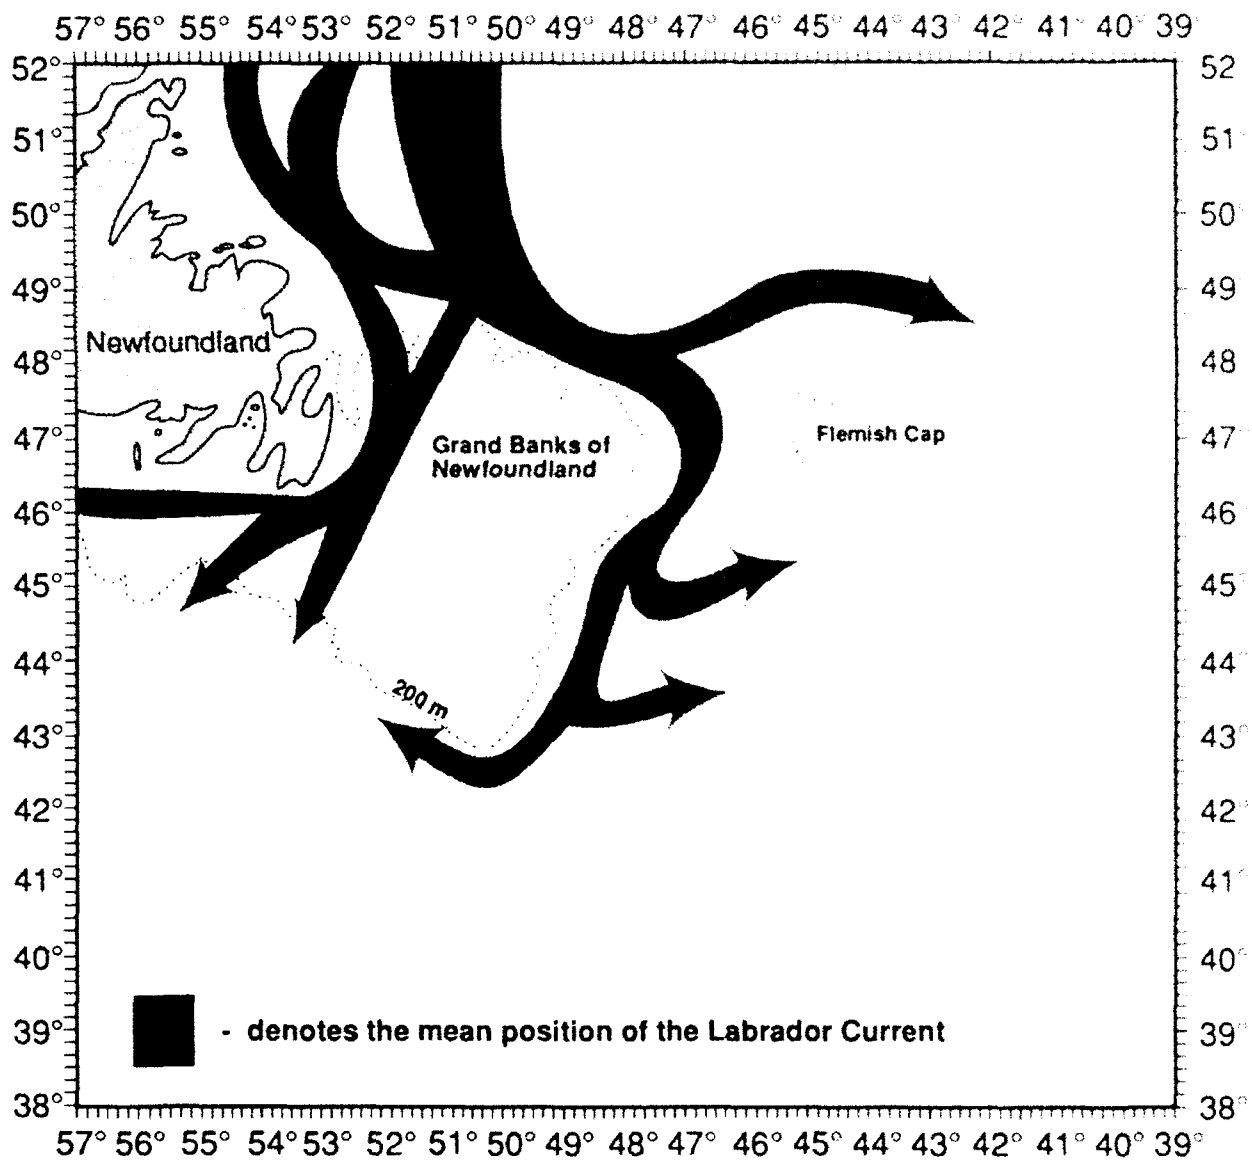 57° 56° 55° 54° 53° 52° 51° 50° 49° 48° 47° 46° 45° 44° 43° 42° 41° 40° 39°
52° 52
51° 51°
50° 50°
49° 49°
Newfoundland
48° 48°
47° 47°
Grand Banks of
Newfoundland
Flemish Cap
46° 46°
45° 45°
44° 44°
200 m
43° 43°
42° 42°
41° 41°
40° 40°
39° 39°
- denotes the mean position of the Labrador Current
38° 38°
57° 56° 55° 54° 53° 52° 51° 50° 49° 48° 47° 46° 45° 44° 43° 42° 41° 40° 39°